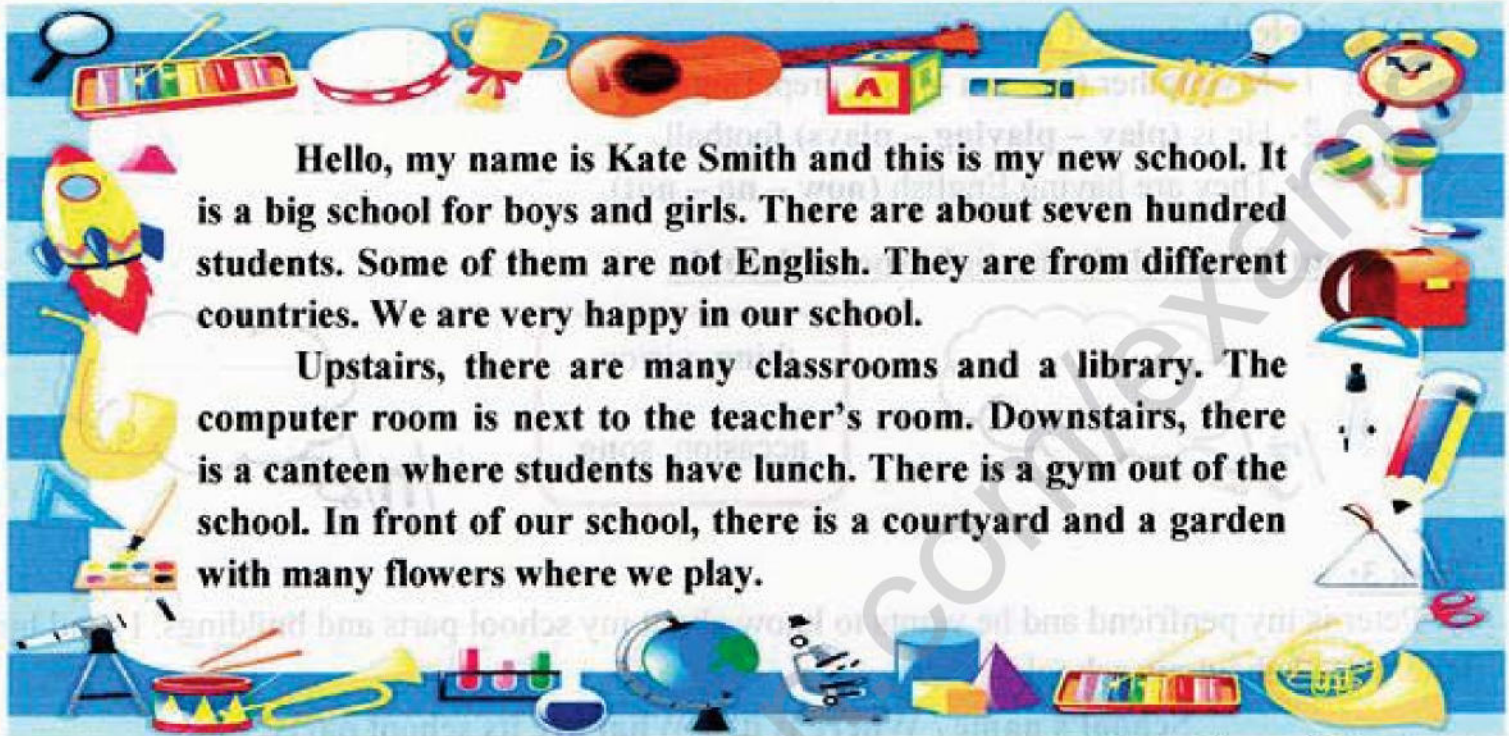 Hello, my name is Kate Smith and this is my new school. It
is a big school for boys and girls. There are about seven hundred
students. Some of them are not English. They are from different
countries. We are very happy in our school.
Upstairs, there are many classrooms and a library. The
computer room is next to the teacher's room. Downstairs, there
is a canteen where students have lunch. There is a gym out of the
school. In front of our school, there is a courtyard and a garden
with many flowers where we play.
A
com/exams